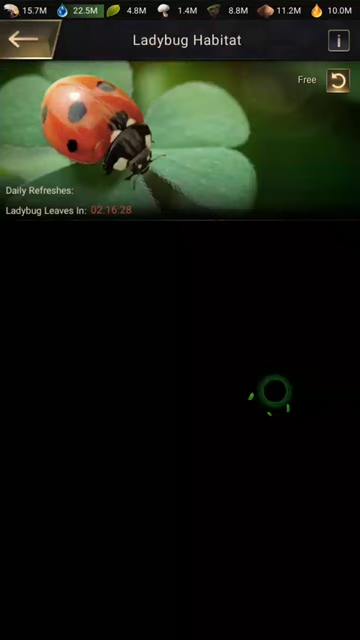 15.7M 22.5M 4.8M 1.4M 8.8M 11.2M 10.0M
Ladybug Habitat
Free
Daily Refreshes:
Ladybug Leaves In: 02:16:28